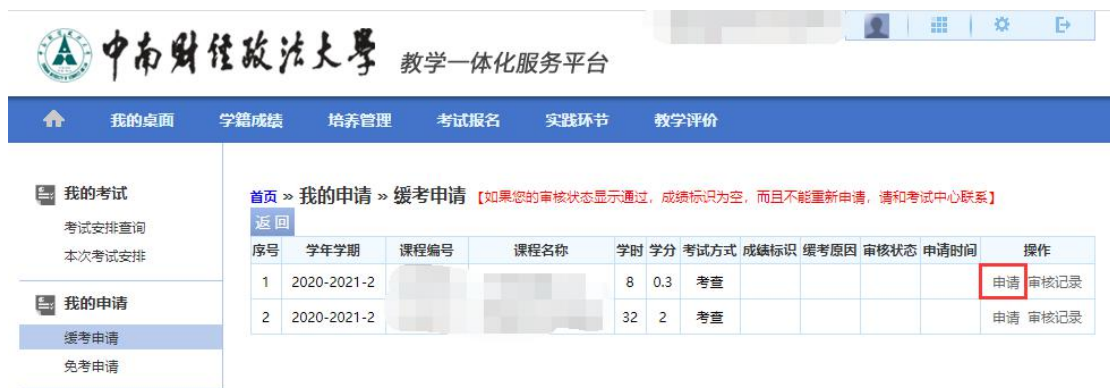 中南财经政法大学 教学一体化服务平台
我的桌面 学籍成绩 培养管理 考试报名 实践环节 教学评价
我的考试
考试安排查询
本次考试安排
我的申请
缓考申请
免考申请
首页 » 我的申请 » 缓考申请 【如果您的审核状态显示通过, 成绩标识为空, 而且不能重新申请, 请和考试中心联系】
返回
序号 学年学期 课程编号 课程名称 学时 学分 考试方式 成绩标识 缓考原因 审核状态 申请时间 操作
1 2020-2021-2 8 0.3 考查 申请 审核记录
2 2020-2021-2 32 2 考查 申请 审核记录